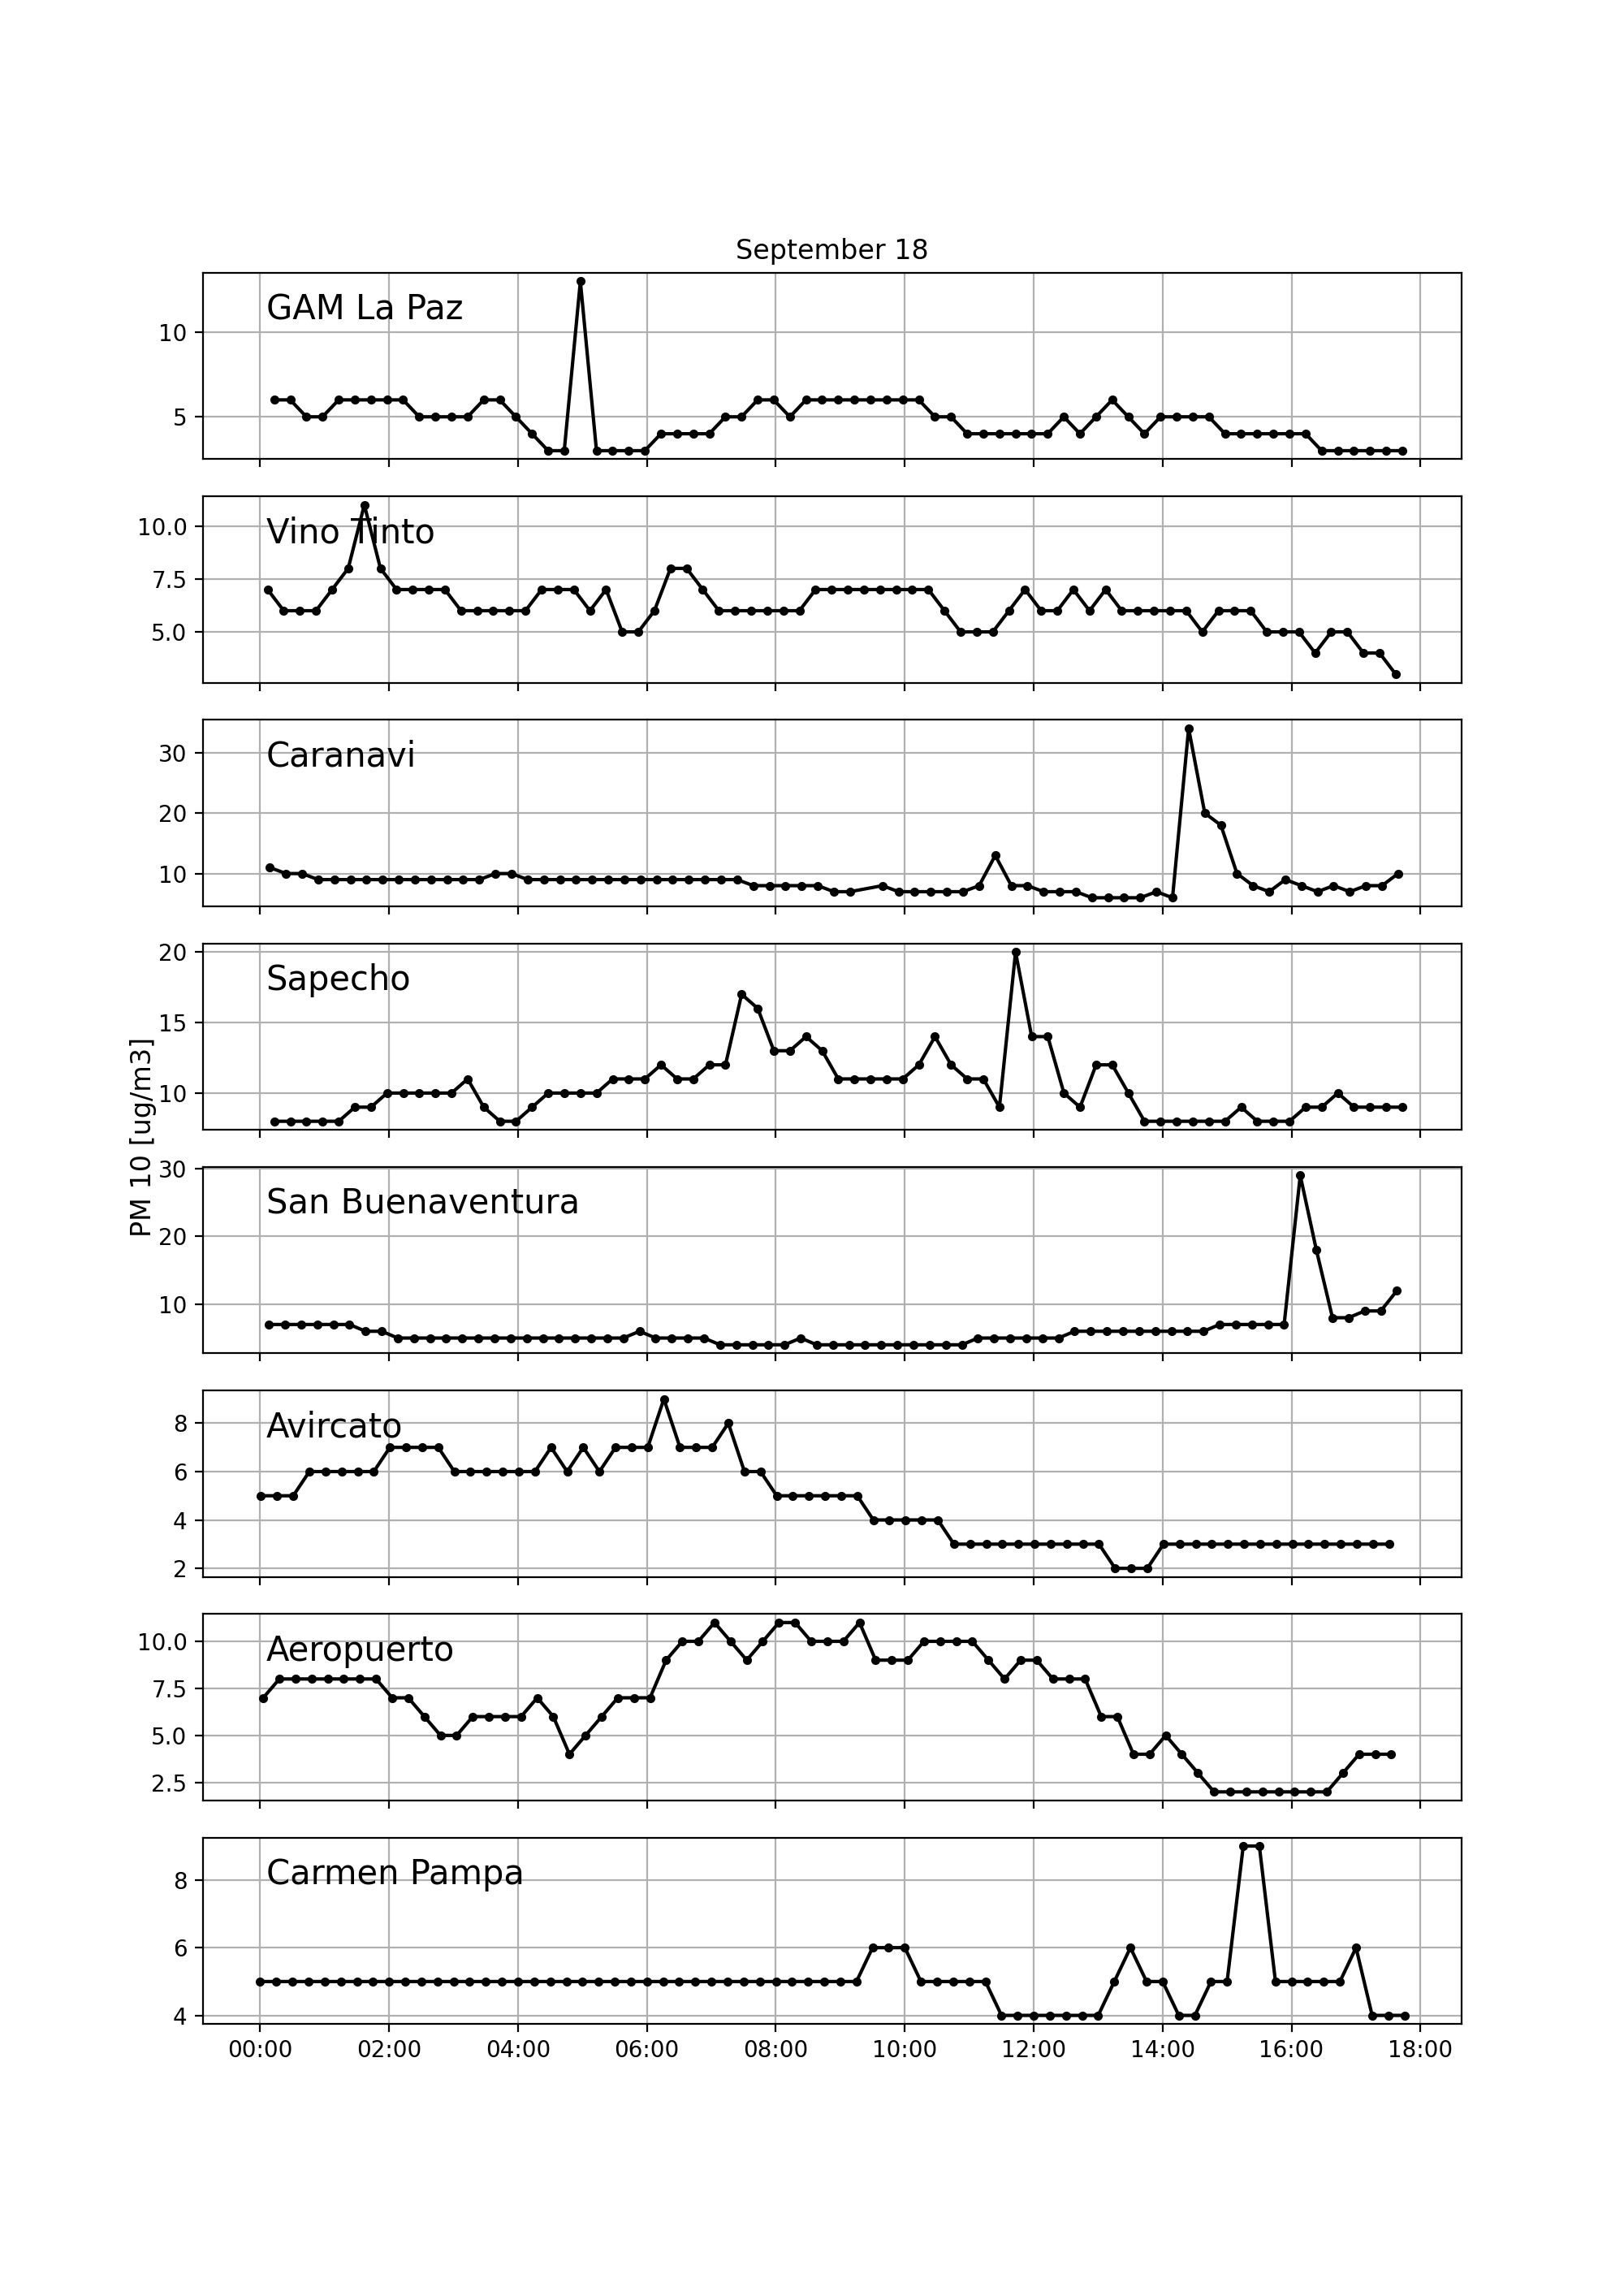 September 18
GAM La Paz
10
5
Vino Tinto
10.0
7.5
5.0
Caranavi
30
20
10
Sapecho
20
15
10
PM 10 [ug/m3]
San Buenaventura
30
20
10
Avircato
8
6
4
2
Aeropuerto
10.0
7.5
5.0
2.5
Carmen Pampa
8
6
4
00:00 02:00 04:00 06:00 08:00 10:00 12:00 14:00 16:00 18:00